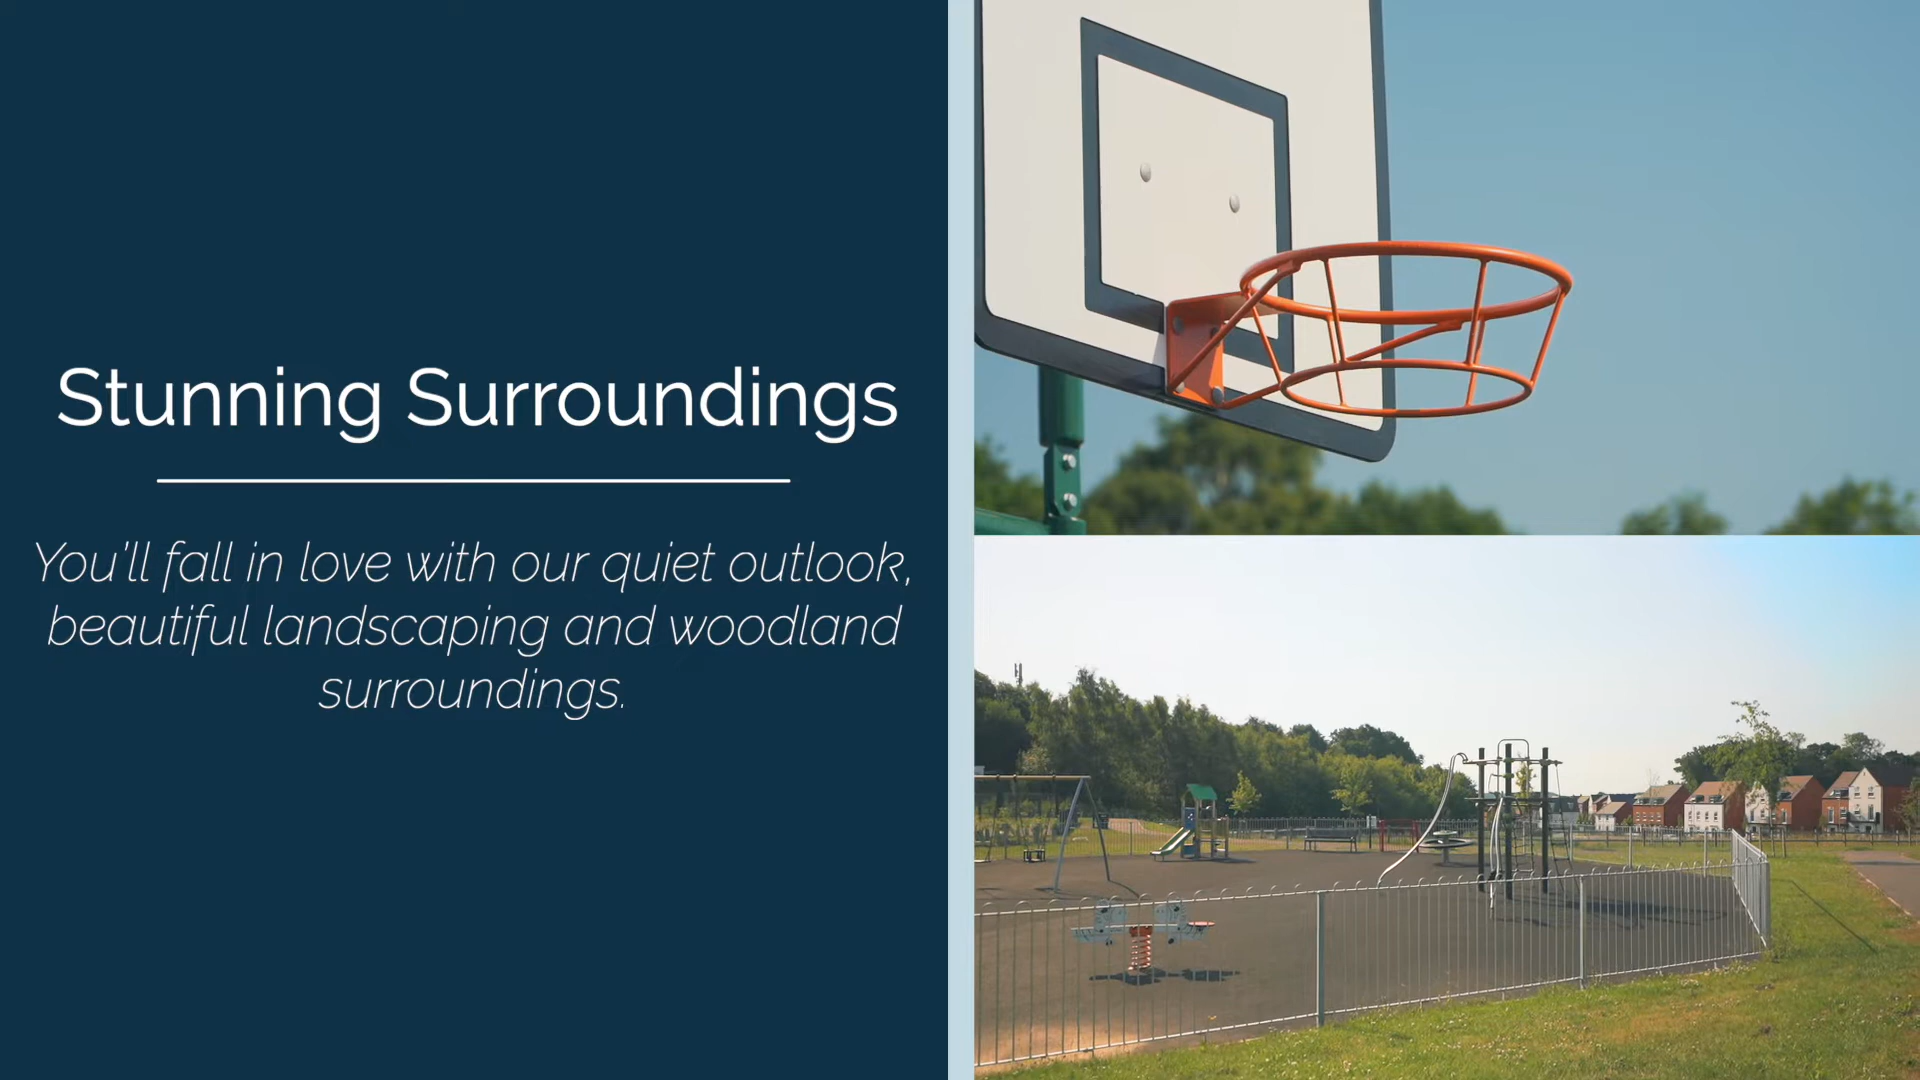 Stunning Surroundings
You'll fall in love with our quiet outlook,
beautiful landscaping and woodland
surroundings.